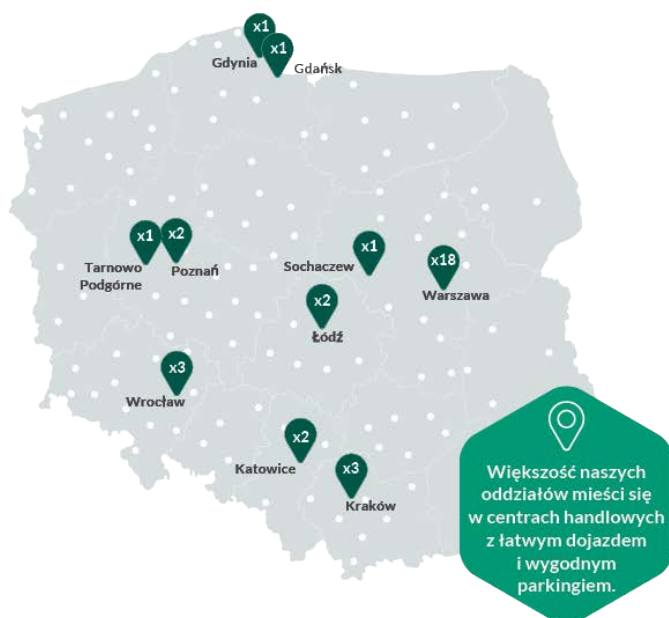 x1
Gdynia
x1
Gdańsk
x1
Tarnowo
Podgórne
x2
Poznań
x1
Sochaczew
x18
Warszawa
x2
Łódź
x3
Wrocław
x2
Katowice
x3
Kraków
Większość naszych
oddziałów mieści się
w centrach handlowych
z łatwym dojazdem
i wygodnym
parkingiem.